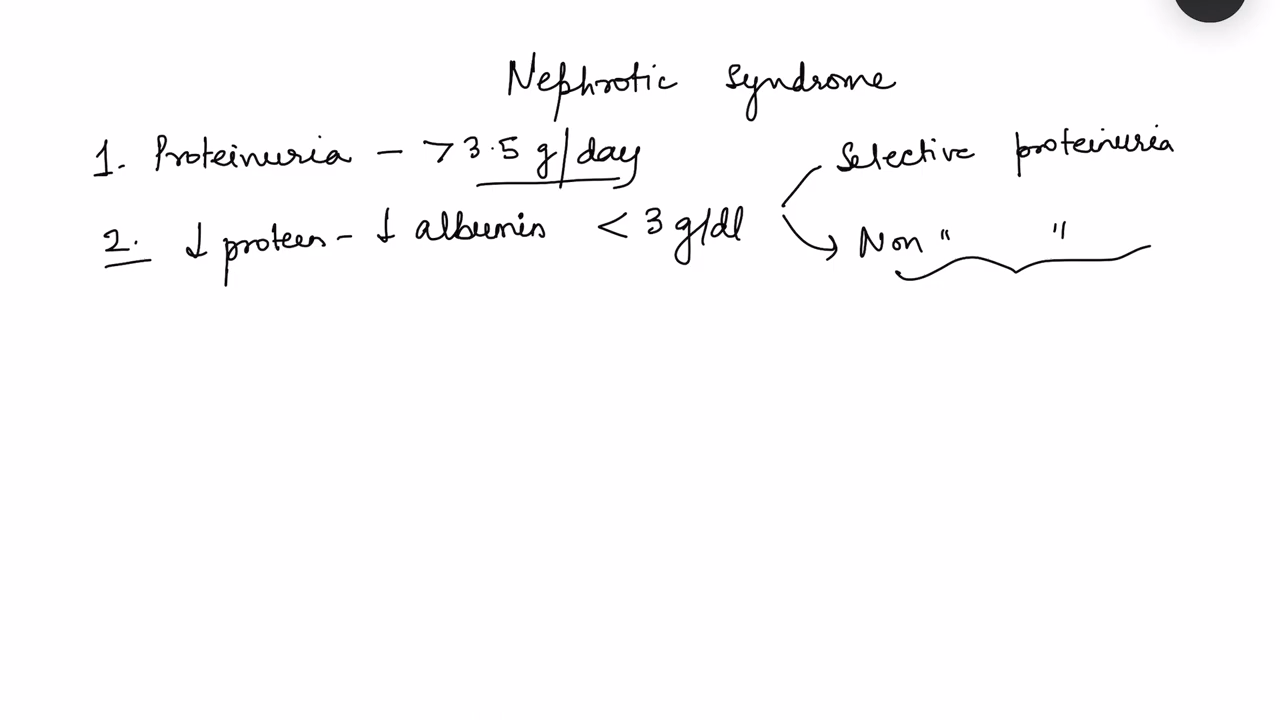 Nephrotic syndrome
1. Proteinuria - >3.5 g/day
Selective proteinuria
2. ↓ protein - ↓ albumin < 3 g/dl
Non " "